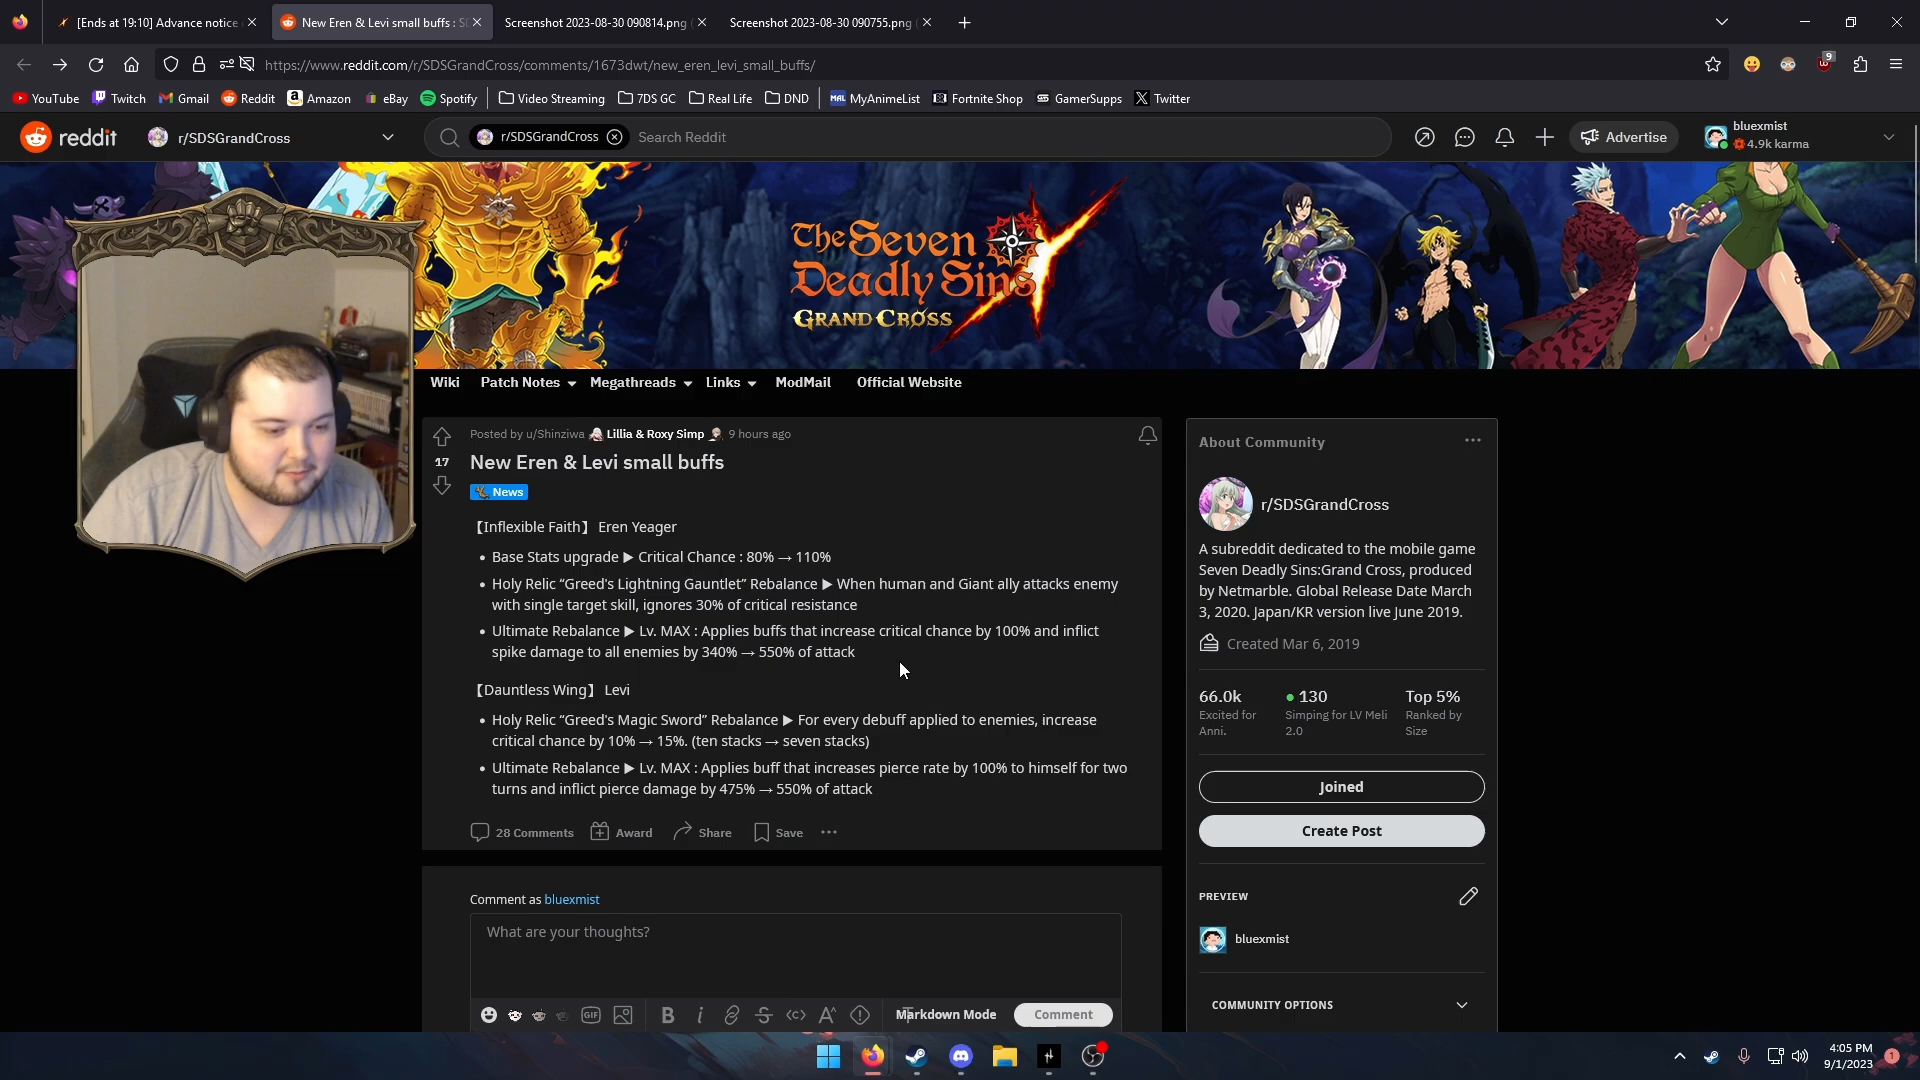 [Ends at 19:10] Advance notice
New Eren & Levi small buffs : S
Screenshot 2023-08-30 090814.png (
Screenshot 2023-08-30 090755.png (
https://www.reddit.com/r/SDSGrandCross/comments/1673dwt/new_eren_levi_small_buffs/
9
YouTube
Twitch
Gmail
Reddit
Amazon
eBay
Spotify
Video Streaming
7DS GC
Real Life
DND
MyAnimeList
Fortnite Shop
GamerSupps
Twitter
reddit
r/SDSGrandCross
r/SDSGrandCross
Search Reddit
Advertise
bluexmist
4.9k karma
The Seven
Deadly Sins
GRAND CROSS
Wiki
Patch Notes
Megathreads
Links
ModMail
Official Website
Posted by u/Shinziwa Lillia & Roxy Simp 9 hours ago
17
New Eren & Levi small buffs
News
【Inflexible Faith】 Eren Yeager
• Base Stats upgrade ▶ Critical Chance : 80% → 110%
• Holy Relic “Greed's Lightning Gauntlet” Rebalance ▶ When human and Giant ally attacks enemy
with single target skill, ignores 30% of critical resistance
• Ultimate Rebalance ▶ Lv. MAX : Applies buffs that increase critical chance by 100% and inflict
spike damage to all enemies by 340% → 550% of attack
【Dauntless Wing】 Levi
• Holy Relic “Greed's Magic Sword” Rebalance ▶ For every debuff applied to enemies, increase
critical chance by 10% → 15%. (ten stacks → seven stacks)
• Ultimate Rebalance ▶ Lv. MAX : Applies buff that increases pierce rate by 100% to himself for two
turns and inflict pierce damage by 475% → 550% of attack
28 Comments
Award
Share
Save
Comment as bluexmist
What are your thoughts?
GIF
Markdown Mode
Comment
About Community
r/SDSGrandCross
A subreddit dedicated to the mobile game
Seven Deadly Sins:Grand Cross, produced
by Netmarble. Global Release Date March
3, 2020. Japan/KR version live June 2019.
Created Mar 6, 2019
66.0k
Excited for
Anni.
130
Simping for LV Meli
2.0
Top 5%
Ranked by
Size
Joined
Create Post
PREVIEW
bluexmist
COMMUNITY OPTIONS
4:05 PM
9/1/2023
1